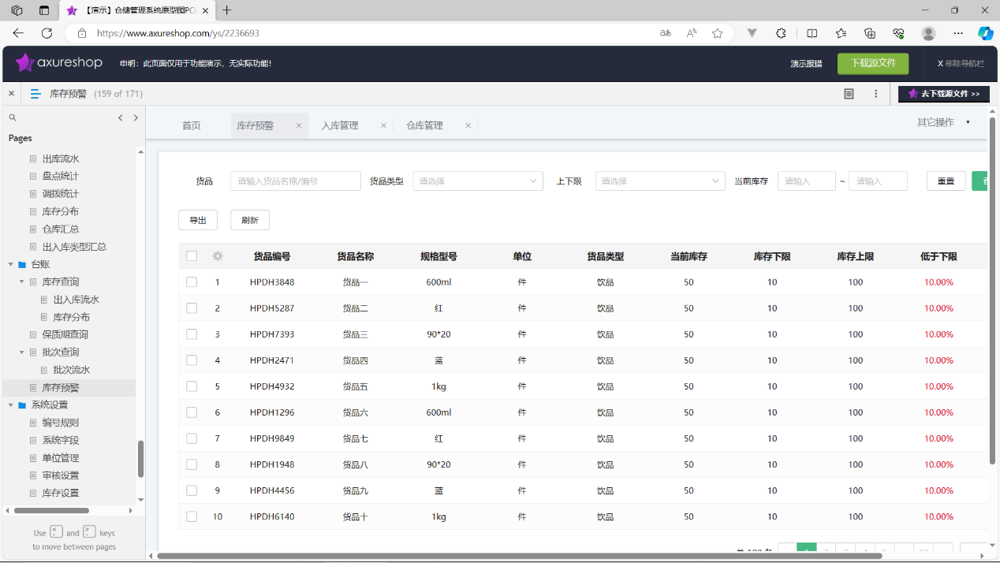 【演示】仓储管理系统原型图PC
https://www.axureshop.com/ys/2236693
axureshop 申明：此页面仅用于功能演示，无实际功能！ 演示报错 下载源文件 X 移除导航栏
库存预警 (159 of 171) 去下载源文件 >>
Pages
出库流水
盘点统计
调拨统计
库存分布
仓库汇总
出入库类型汇总
台账
库存查询
出入库流水
库存分布
保质期查询
批次查询
批次流水
库存预警
系统设置
编号规则
系统字段
单位管理
审核设置
库存设置
Use < , and > . keys
to move between pages
首页 库存预警 入库管理 仓库管理 其它操作
货品 请输入货品名称/编号 货品类型 请选择 上下限 请选择 当前库存 请输入 ~ 请输入 重置
导出 刷新
货品编号 货品名称 规格型号 单位 货品类型 当前库存 库存下限 库存上限 低于下限
1 HPDH3848 货品一 600ml 件 饮品 50 10 100 10.00%
2 HPDH5287 货品二 红 件 饮品 50 10 100 10.00%
3 HPDH7393 货品三 90*20 件 饮品 50 10 100 10.00%
4 HPDH2471 货品四 蓝 件 饮品 50 10 100 10.00%
5 HPDH4932 货品五 1kg 件 饮品 50 10 100 10.00%
6 HPDH1296 货品六 600ml 件 饮品 50 10 100 10.00%
7 HPDH9849 货品七 红 件 饮品 50 10 100 10.00%
8 HPDH1948 货品八 90*20 件 饮品 50 10 100 10.00%
9 HPDH4456 货品九 蓝 件 饮品 50 10 100 10.00%
10 HPDH6140 货品十 1kg 件 饮品 50 10 100 10.00%